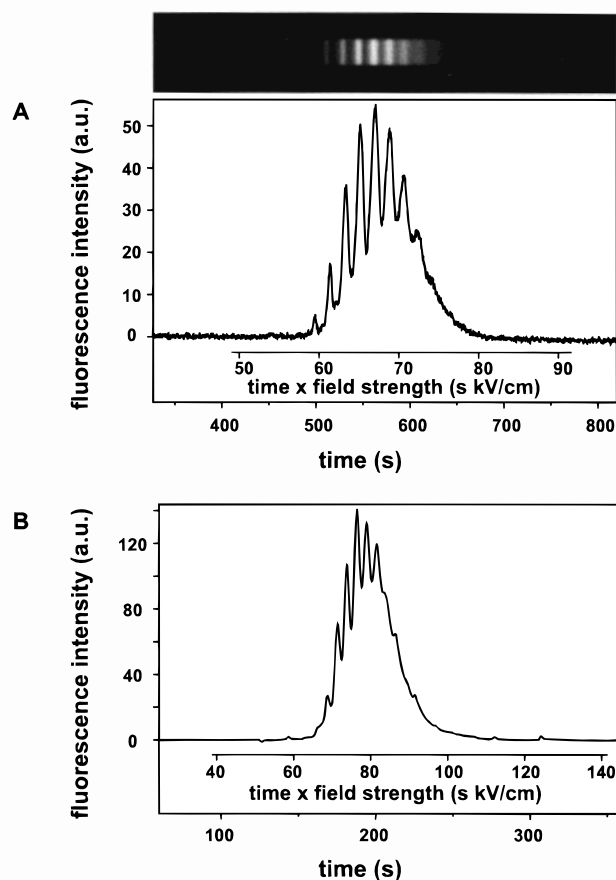 A
fluorescence intensity (a.u.)
50
40
30
20
10
0
50 60 70 80 90
time x field strength (s kV/cm)
400 500 600 700 800
time (s)
B
fluorescence intensity (a.u.)
120
80
40
0
40 60 80 100 120 140
time x field strength (s kV/cm)
100 200 300
time (s)